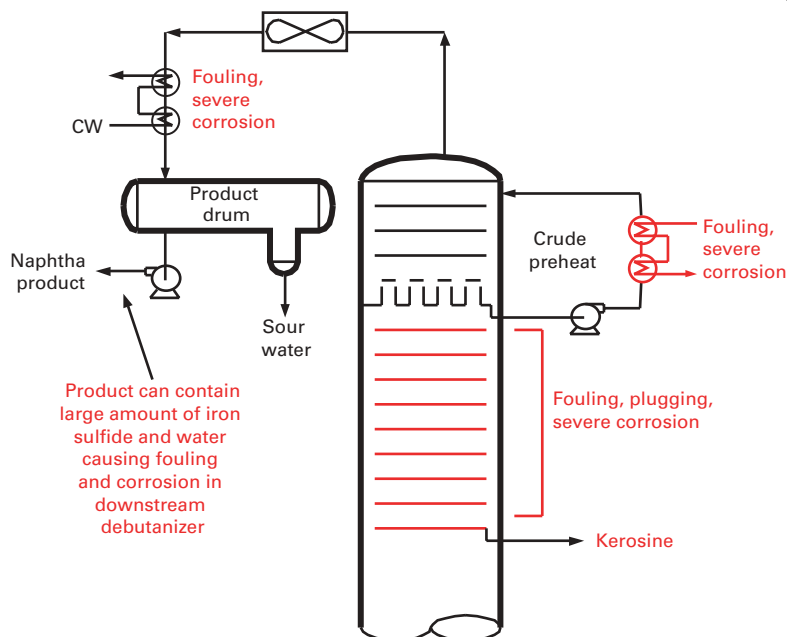 Fouling,
severe
corrosion
CW
Product
drum
Naphtha
product
Sour
water
Crude
preheat
Fouling,
severe
corrosion
Product can contain
large amount of iron
sulfide and water
causing fouling
and corrosion in
downstream
debutanizer
Fouling, plugging,
severe corrosion
Kerosine